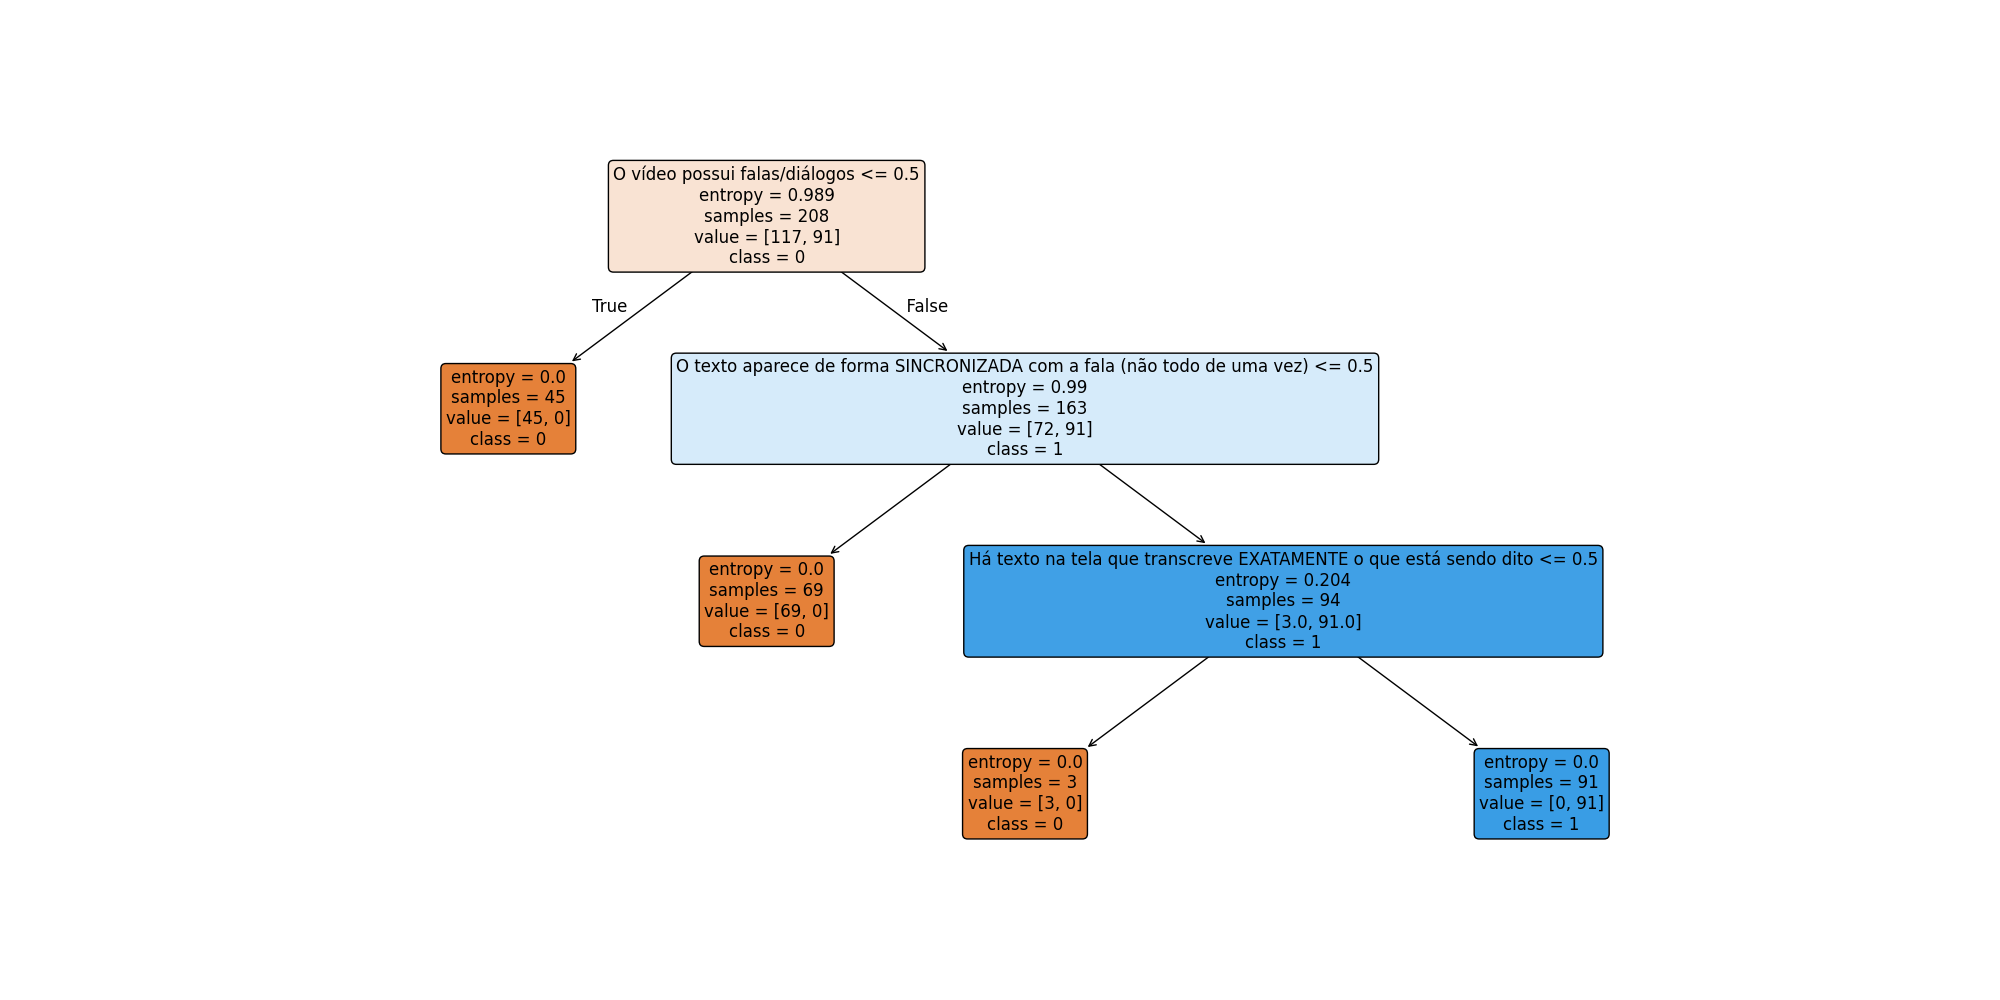 O vídeo possui falas/diálogos <= 0.5
entropy = 0.989
samples = 208
value = [117, 91]
class = 0
True
False
entropy = 0.0
samples = 45
value = [45, 0]
class = 0
O texto aparece de forma SINCRONIZADA com a fala (não todo de uma vez) <= 0.5
entropy = 0.99
samples = 163
value = [72, 91]
class = 1
entropy = 0.0
samples = 69
value = [69, 0]
class = 0
Há texto na tela que transcreve EXATAMENTE o que está sendo dito <= 0.5
entropy = 0.204
samples = 94
value = [3.0, 91.0]
class = 1
entropy = 0.0
samples = 3
value = [3, 0]
class = 0
entropy = 0.0
samples = 91
value = [0, 91]
class = 1